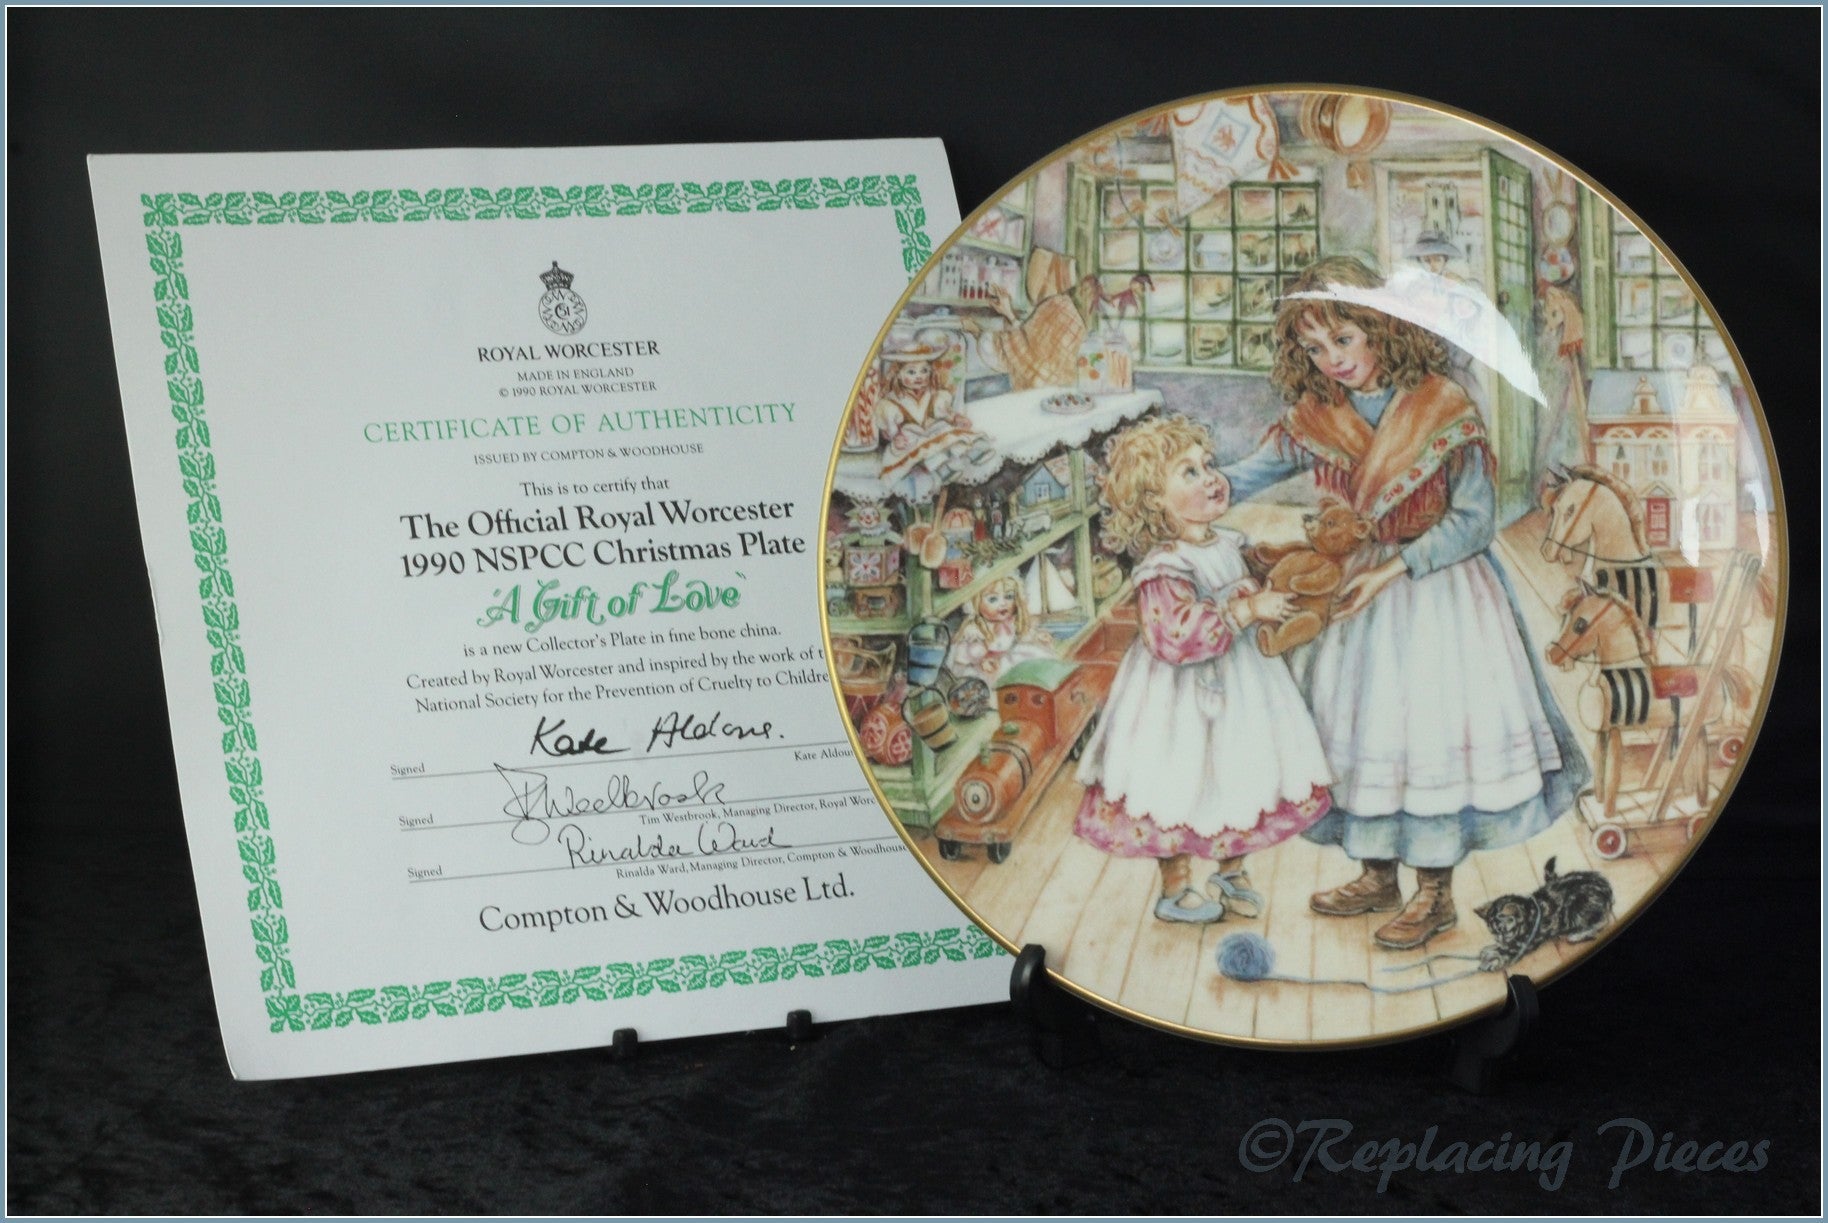 ROYAL WORCESTER
MADE IN ENGLAND
© 1990 ROYAL WORCESTER
CERTIFICATE OF AUTHENTICITY
ISSUED BY COMPTON & WOODHOUSE
This is to certify that
The Official Royal Worcester
1990 NSPCC Christmas Plate
'A Gift of Love'
is a new Collector's Plate in fine bone china.
Created by Royal Worcester and inspired by the work of t
National Society for the Prevention of Cruelty to Childre
Kate Aldous.
Signed Kate Aldou
Westbrook
Signed Tim Westbrook, Managing Director, Royal Worc
Rinalda Ward
Signed Rinalda Ward, Managing Director, Compton & Woodhouse
Compton & Woodhouse Ltd.
©Replacing Pieces